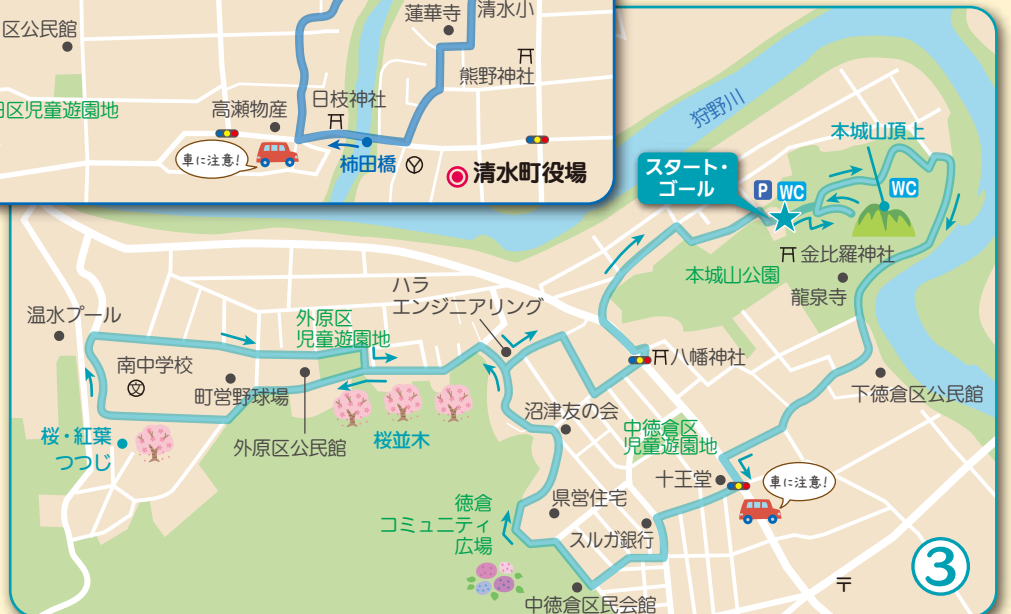 区公民館
蓮華寺
清水小
熊野神社
日区児童遊園地
高瀬物産
日枝神社
車に注意!
柿田橋
清水町役場
狩野川
本城山頂上
スタート・
ゴール
P
WC
WC
金比羅神社
本城山公園
龍泉寺
ハラ
エンジニアリング
温水プール
外原区
児童遊園地
南中学校
文
町営野球場
八幡神社
下徳倉区公民館
桜・紅葉
つつじ
外原区公民館
桜並木
沼津友の会
中徳倉区
児童遊園地
十王堂
車に注意!
徳倉
コミュニティ
広場
県営住宅
スルガ銀行
中徳倉区民会館
〒
③